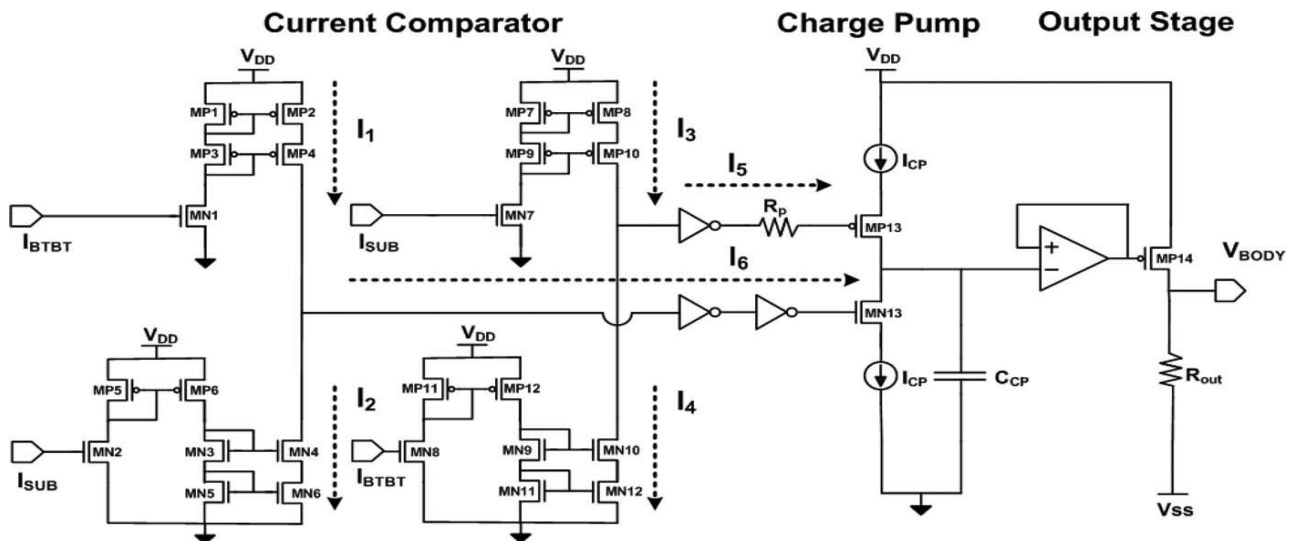 Current Comparator
Charge Pump
Output Stage
VDD
VDD
VDD
MP1
MP2
MP7
MP8
I1
I3
MP3
MP4
MP9
MP10
ICP
I5
RP
MP13
MN1
MN7
IBTBT
ISUB
I6
+
−
MP14
VBODY
MN13
VDD
VDD
MP5
MP6
MP11
MP12
I2
I4
ICP
CCP
Rout
MN2
MN3
MN4
MN8
MN9
MN10
ISUB
IBTBT
MN5
MN6
MN11
MN12
Vss